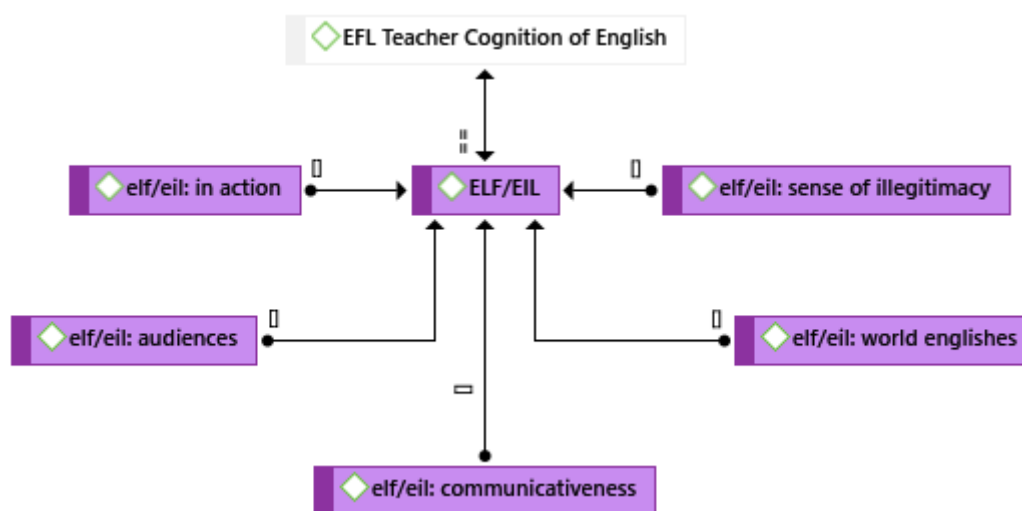 EFL Teacher Cognition of English
=
=
[]
[]
elf/eil: in action
ELF/EIL
elf/eil: sense of illegitimacy
[]
[]
elf/eil: audiences
elf/eil: world englishes
[]
elf/eil: communicativeness